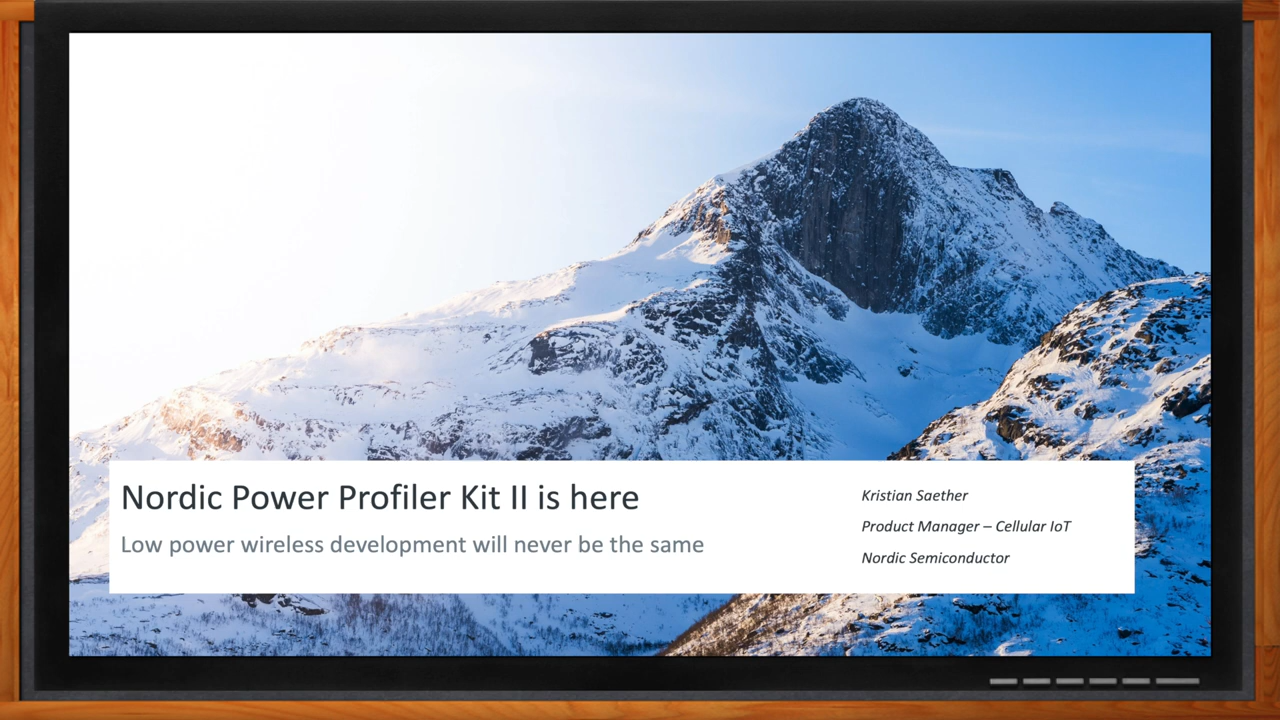 Nordic Power Profiler Kit II is here
Low power wireless development will never be the same
Kristian Saether
Product Manager – Cellular IoT
Nordic Semiconductor